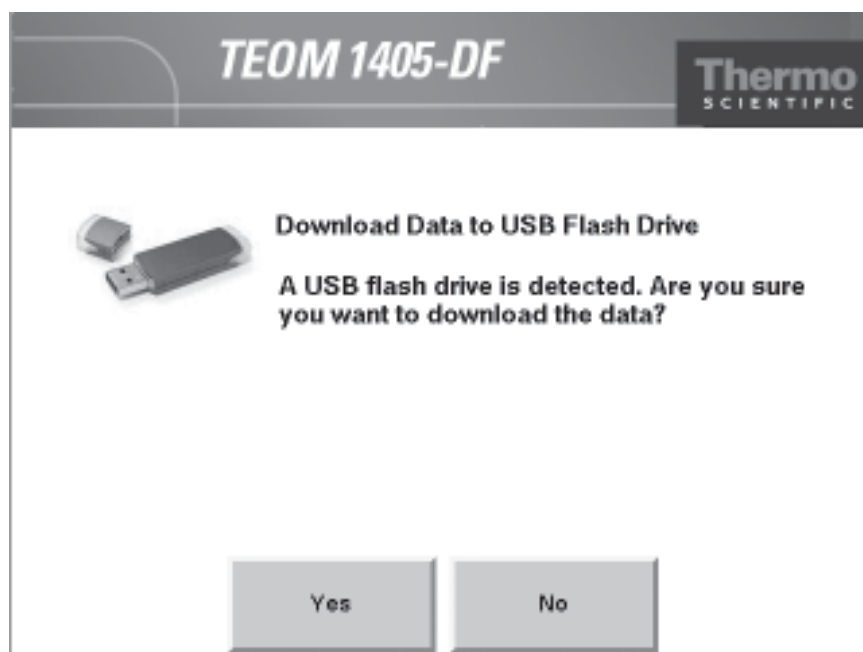 TEOM 1405-DF
Thermo
SCIENTIFIC
Download Data to USB Flash Drive
A USB flash drive is detected. Are you sure
you want to download the data?
Yes
No